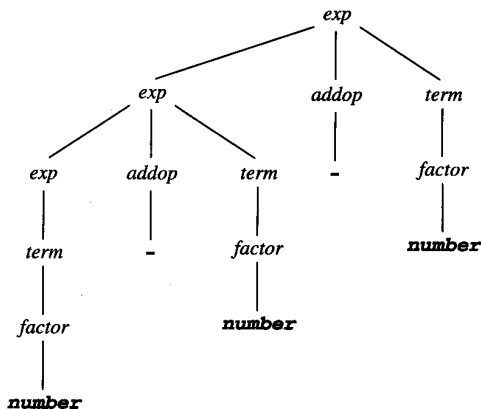 exp
exp addop term
exp addop term - factor
term - factor number
factor number
number